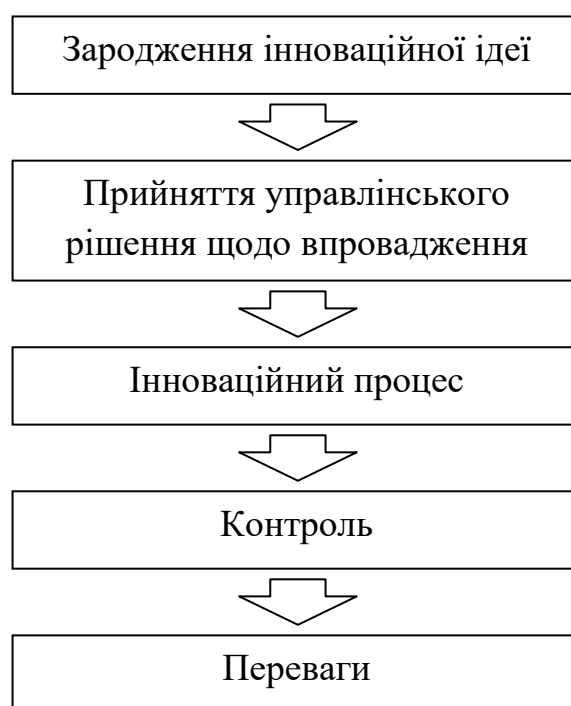 Зародження інноваційної ідеї
Прийняття управлінського
рішення щодо впровадження
Інноваційний процес
Контроль
Переваги